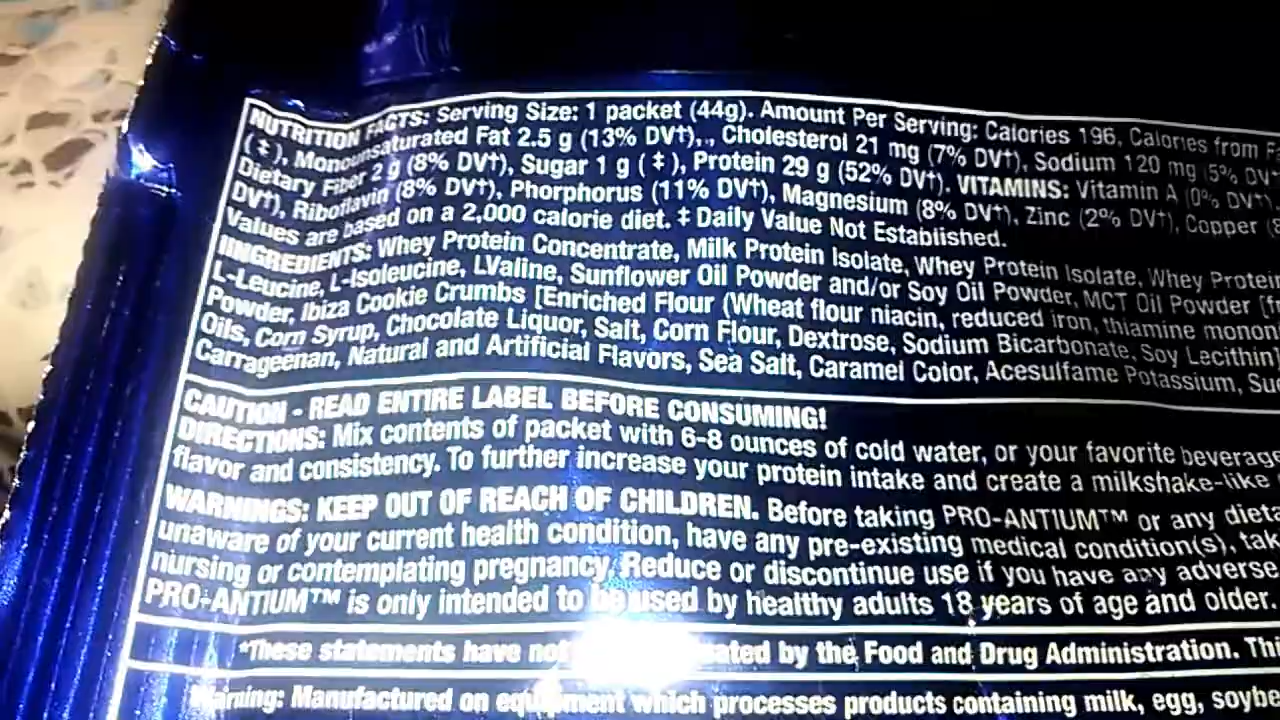 NUTRITION FACTS: Serving Size: 1 packet (44g). Amount Per Serving: Calories 196, Calories from
(‡), Monounsaturated Fat 2.5 g (13% DV†),, Cholesterol 21 mg (7% DV†), Sodium 120 mg (5% DV
Dietary Fiber 2 g (8% DV†), Sugar 1 g (‡), Protein 29 g (52% DV†). VITAMINS: Vitamin A (0% DV†)
DV†), Riboflavin (8% DV†), Phorphorus (11% DV†), Magnesium (8% DV†), Zinc (2% DV†), Copper
Values are based on a 2,000 calorie diet. ‡ Daily Value Not Established.
IINGREDIENTS: Whey Protein Concentrate, Milk Protein Isolate, Whey Protein Isolate, Whey Protein
L-Leucine, L-Isoleucine, LValine, Sunflower Oil Powder and/or Soy Oil Powder, MCT Oil Powder
Powder, Ibiza Cookie Crumbs [Enriched Flour (Wheat flour niacin, reduced iron, thiamine
Oils, Corn Syrup, Chocolate Liquor, Salt, Corn Flour, Dextrose, Sodium Bicarbonate, Soy Lecithin)
Carrageenan, Natural and Artificial Flavors, Sea Salt, Caramel Color, Acesulfame Potassium,
CAUTION - READ ENTIRE LABEL BEFORE CONSUMING!
DIRECTIONS: Mix contents of packet with 6-8 ounces of cold water, or your favorite beverage
flavor and consistency. To further increase your protein intake and create a milkshake-like
WARNINGS: KEEP OUT OF REACH OF CHILDREN. Before taking PRO-ANTIUM™ or any
unaware of your current health condition, have any pre-existing medical condition(s),
nursing or contemplating pregnancy. Reduce or discontinue use if you have any adverse
PRO-ANTIUM™ is only intended to be used by healthy adults 18 years of age and older.
*These statements have not by the Food and Drug Administration.
Warning: Manufactured on equipment which processes products containing milk, egg,